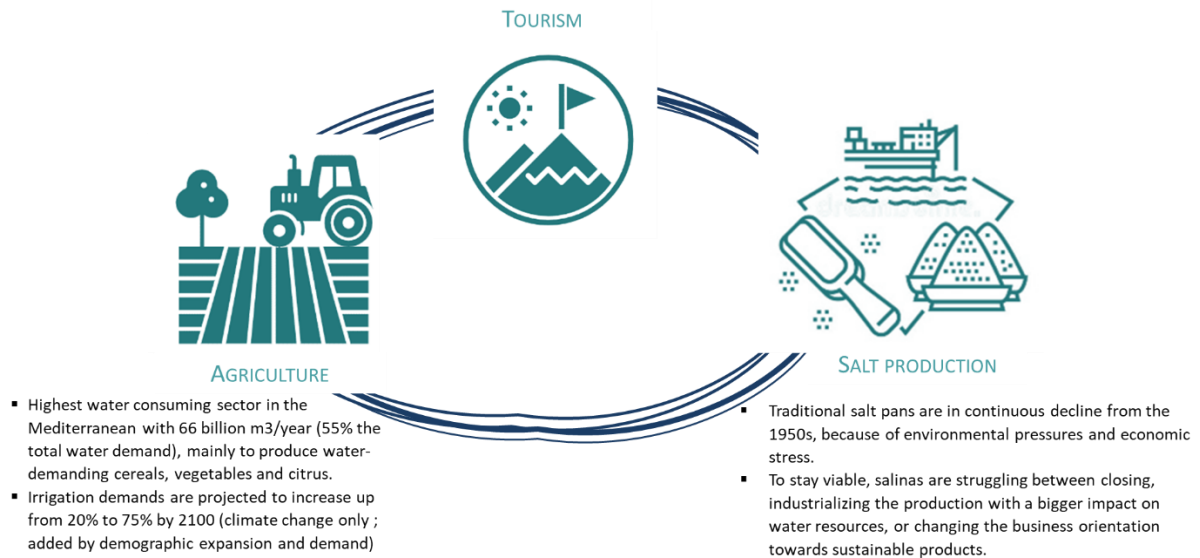 TOURISM
AGRICULTURE
▪ Highest water consuming sector in the
Mediterranean with 66 billion m3/year (55% the
total water demand), mainly to produce water-
demanding cereals, vegetables and citrus.
▪ Irrigation demands are projected to increase up
from 20% to 75% by 2100 (climate change only ;
added by demographic expansion and demand)
SALT PRODUCTION
▪ Traditional salt pans are in continuous decline from the
1950s, because of environmental pressures and economic
stress.
▪ To stay viable, salinas are struggling between closing,
industrializing the production with a bigger impact on
water resources, or changing the business orientation
towards sustainable products.